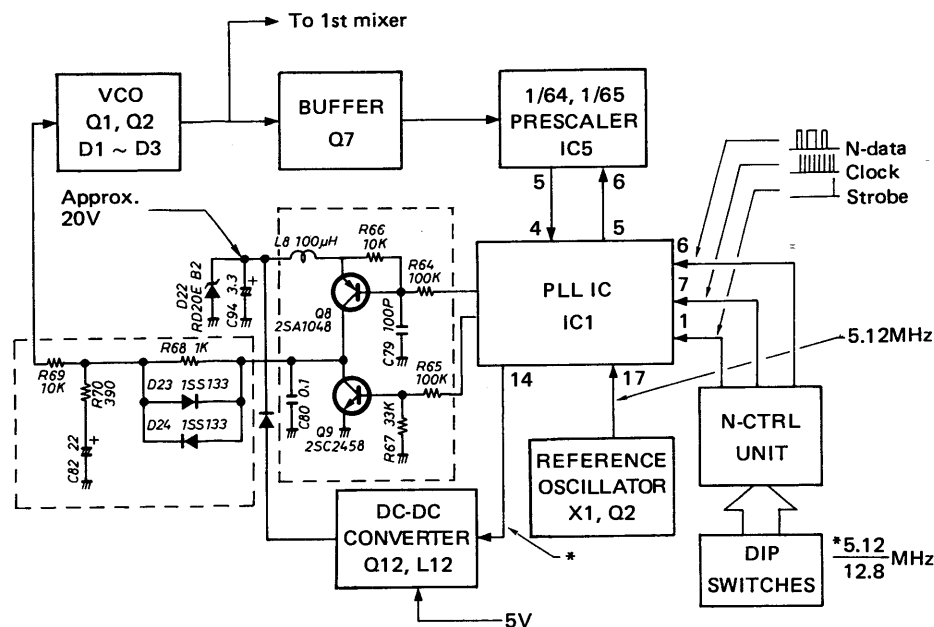 To 1st mixer
VCO
Q1, Q2
D1 ~ D3
BUFFER
Q7
1/64, 1/65
PRESCALER
IC5
N-data
Clock
Strobe
Approx.
20V
5
6
4
5
L8 100μH
R66
10K
R64
100K
D22
RD20E B2
C94 3.3
+
Q8
2SA1048
C79 100P
PLL IC
IC1
6
7
1
5.12MHz
R69
10K
R68 1K
R70
390
D23 1SS133
D24 1SS133
C82 22
+
C80 0.1
R65
100K
Q9
2SC2458
R67 33K
14
17
N-CTRL
UNIT
REFERENCE
OSCILLATOR
X1, Q2
DC-DC
CONVERTER
Q12, L12
*
DIP
SWITCHES
*5.12
12.8
MHz
5V